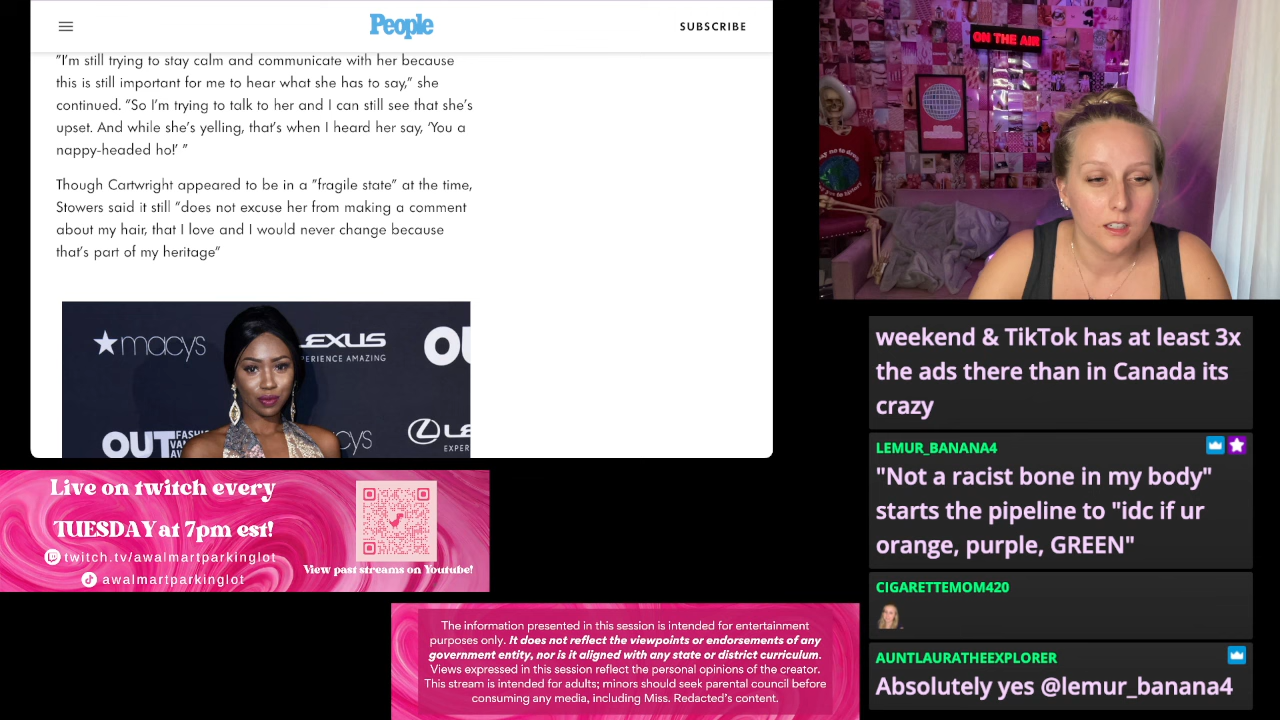 People
SUBSCRIBE
"I'm still trying to stay calm and communicate with her because
this is still important for me to hear what she has to say," she
continued. "So I'm trying to talk to her and I can still see that she's
upset. And while she's yelling, that's when I heard her say, 'You a
nappy-headed ho!' "
Though Cartwright appeared to be in a "fragile state" at the time,
Stowers said it still "does not excuse her from making a comment
about my hair, that I love and I would never change because
that's part of my heritage"
macys
LEXUS
EXPERIENCE AMAZING
OU
OUT FASH
VA
AW
cys
LE
EXPER
ON THE AIR
Live on twitch every
TUESDAY at 7pm est!
twitch.tv/awalmartparkinglot
awalmartparkinglot
View past streams on Youtube!
The information presented in this session is intended for entertainment
purposes only. It does not reflect the viewpoints or endorsements of any
government entity, nor is it aligned with any state or district curriculum.
Views expressed in this session reflect the personal opinions of the creator.
This stream is intended for adults; minors should seek parental council before
consuming any media, including Miss. Redacted's content.
weekend & TikTok has at least 3x
the ads there than in Canada its
crazy
LEMUR_BANANA4
"Not a racist bone in my body"
starts the pipeline to "idc if ur
orange, purple, GREEN"
CIGARETTEMOM420
AUNTLAURATHEEXPLORER
Absolutely yes @lemur_banana4